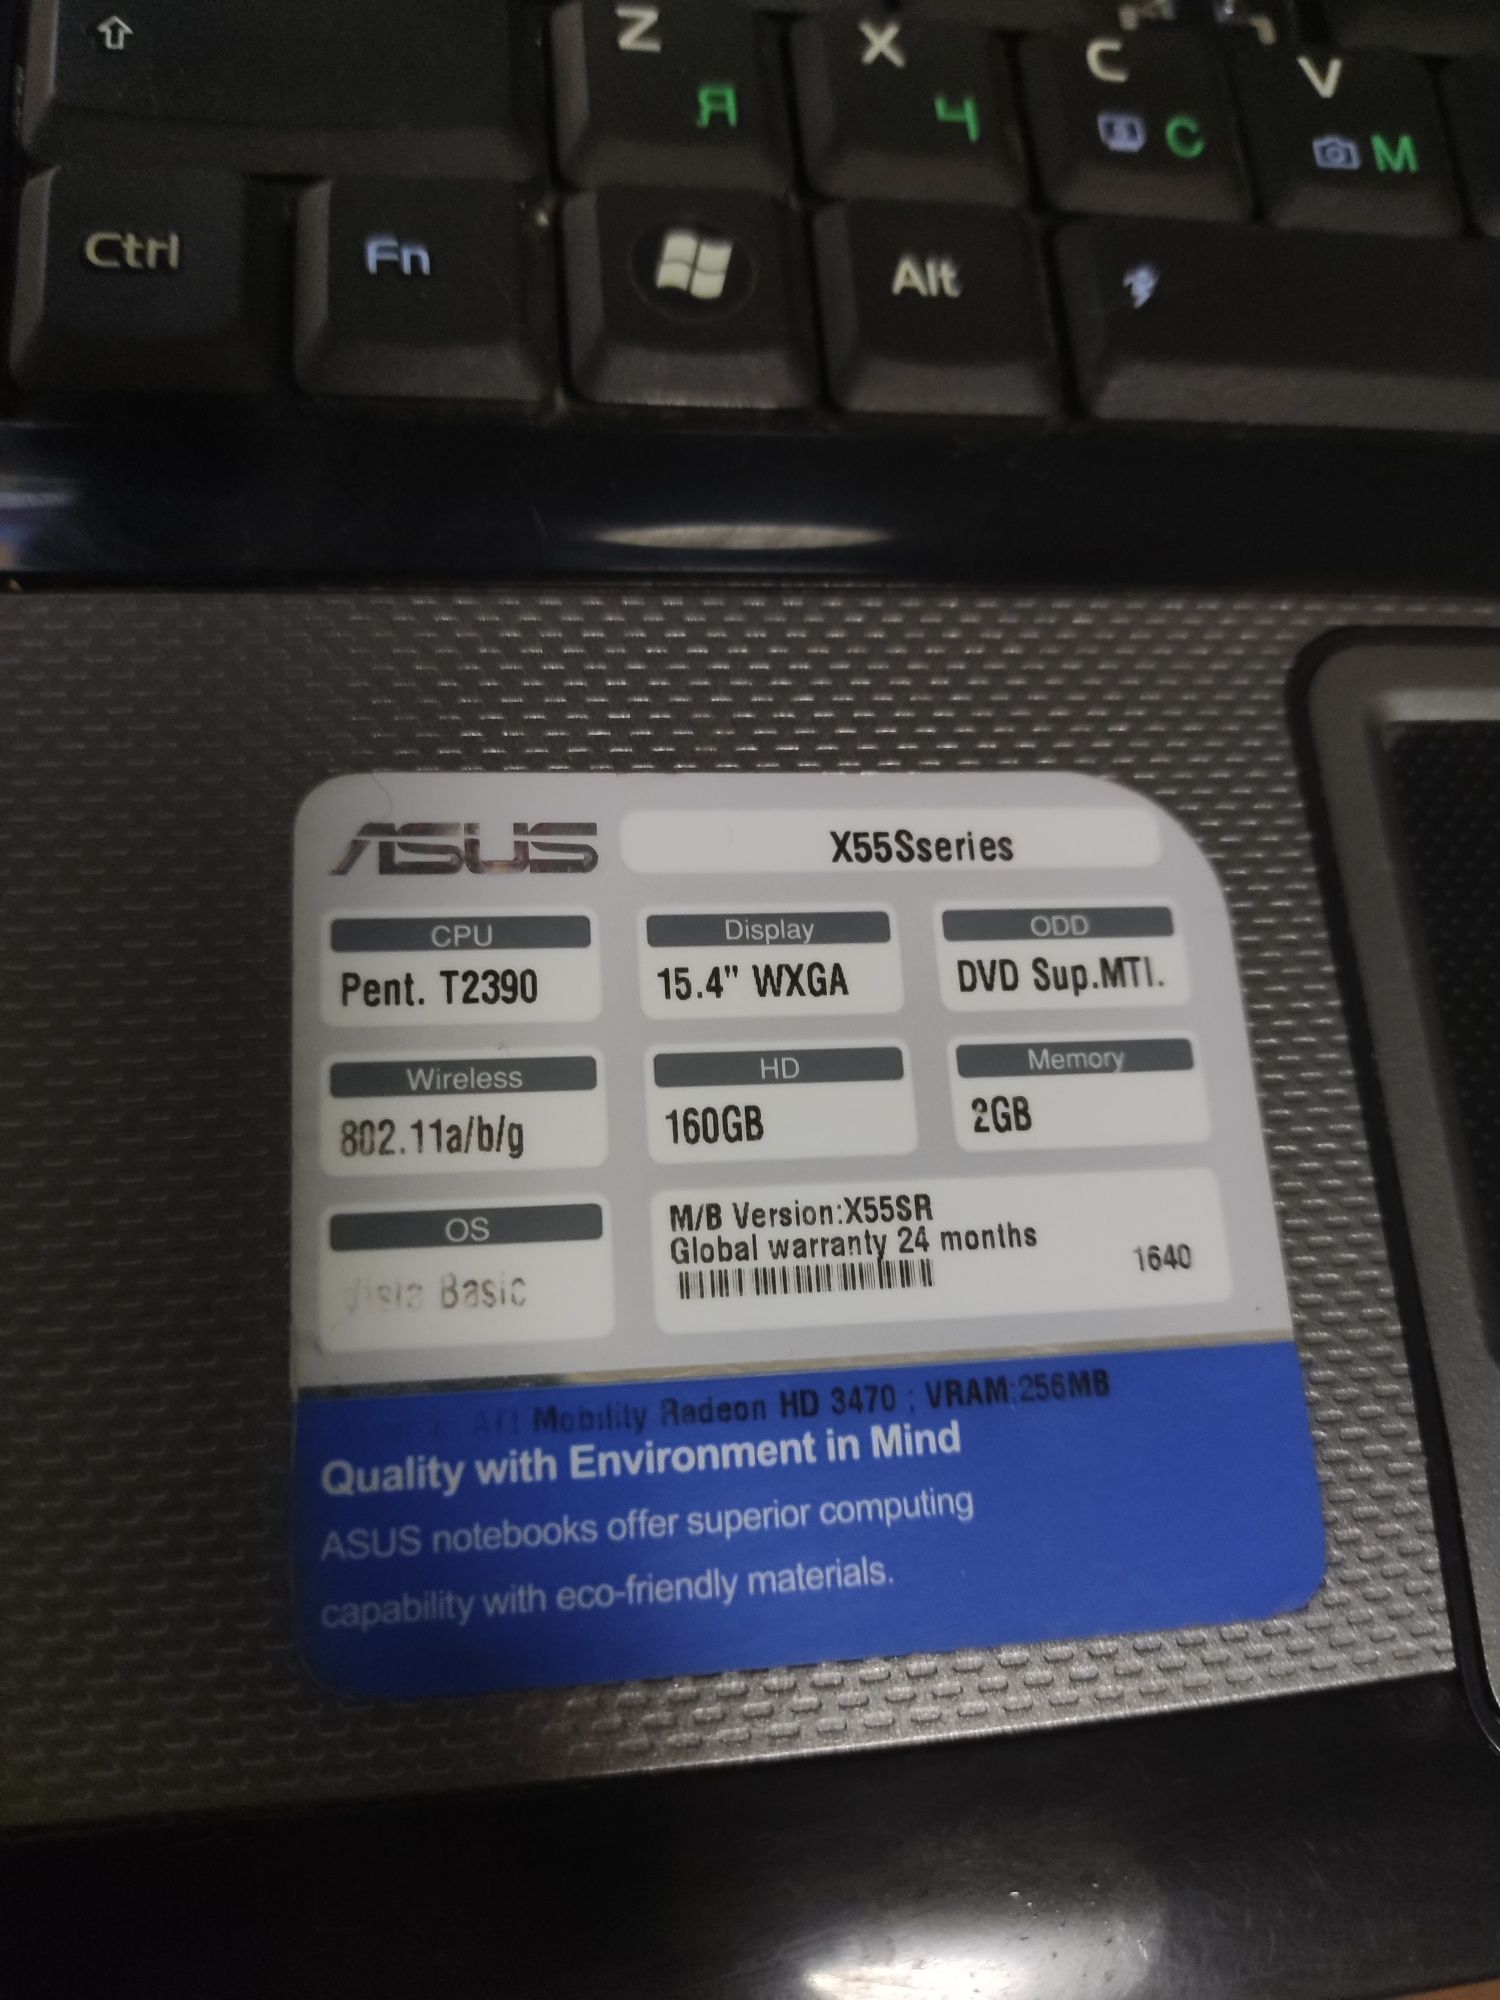 Z
Я
X
Ч
C
С
V
М
Ctrl
Fn
Alt
ASUS
X55Sseries
CPU
Display
ODD
Pent. T2390
15.4" WXGA
DVD Sup.MTI.
Wireless
HD
Memory
802.11a/b/g
160GB
2GB
OS
Vista Basic
M/B Version:X55SR
Global warranty 24 months
1640
ATI Mobility Radeon HD 3470 ; VRAM:256MB
Quality with Environment in Mind
ASUS notebooks offer superior computing
capability with eco-friendly materials.